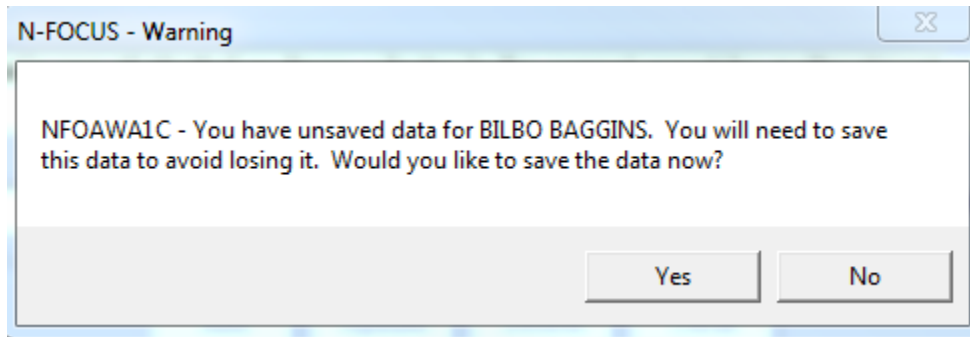 N-FOCUS - Warning
NFOAWA1C - You have unsaved data for BILBO BAGGINS.  You will need to save
this data to avoid losing it.  Would you like to save the data now?
Yes No